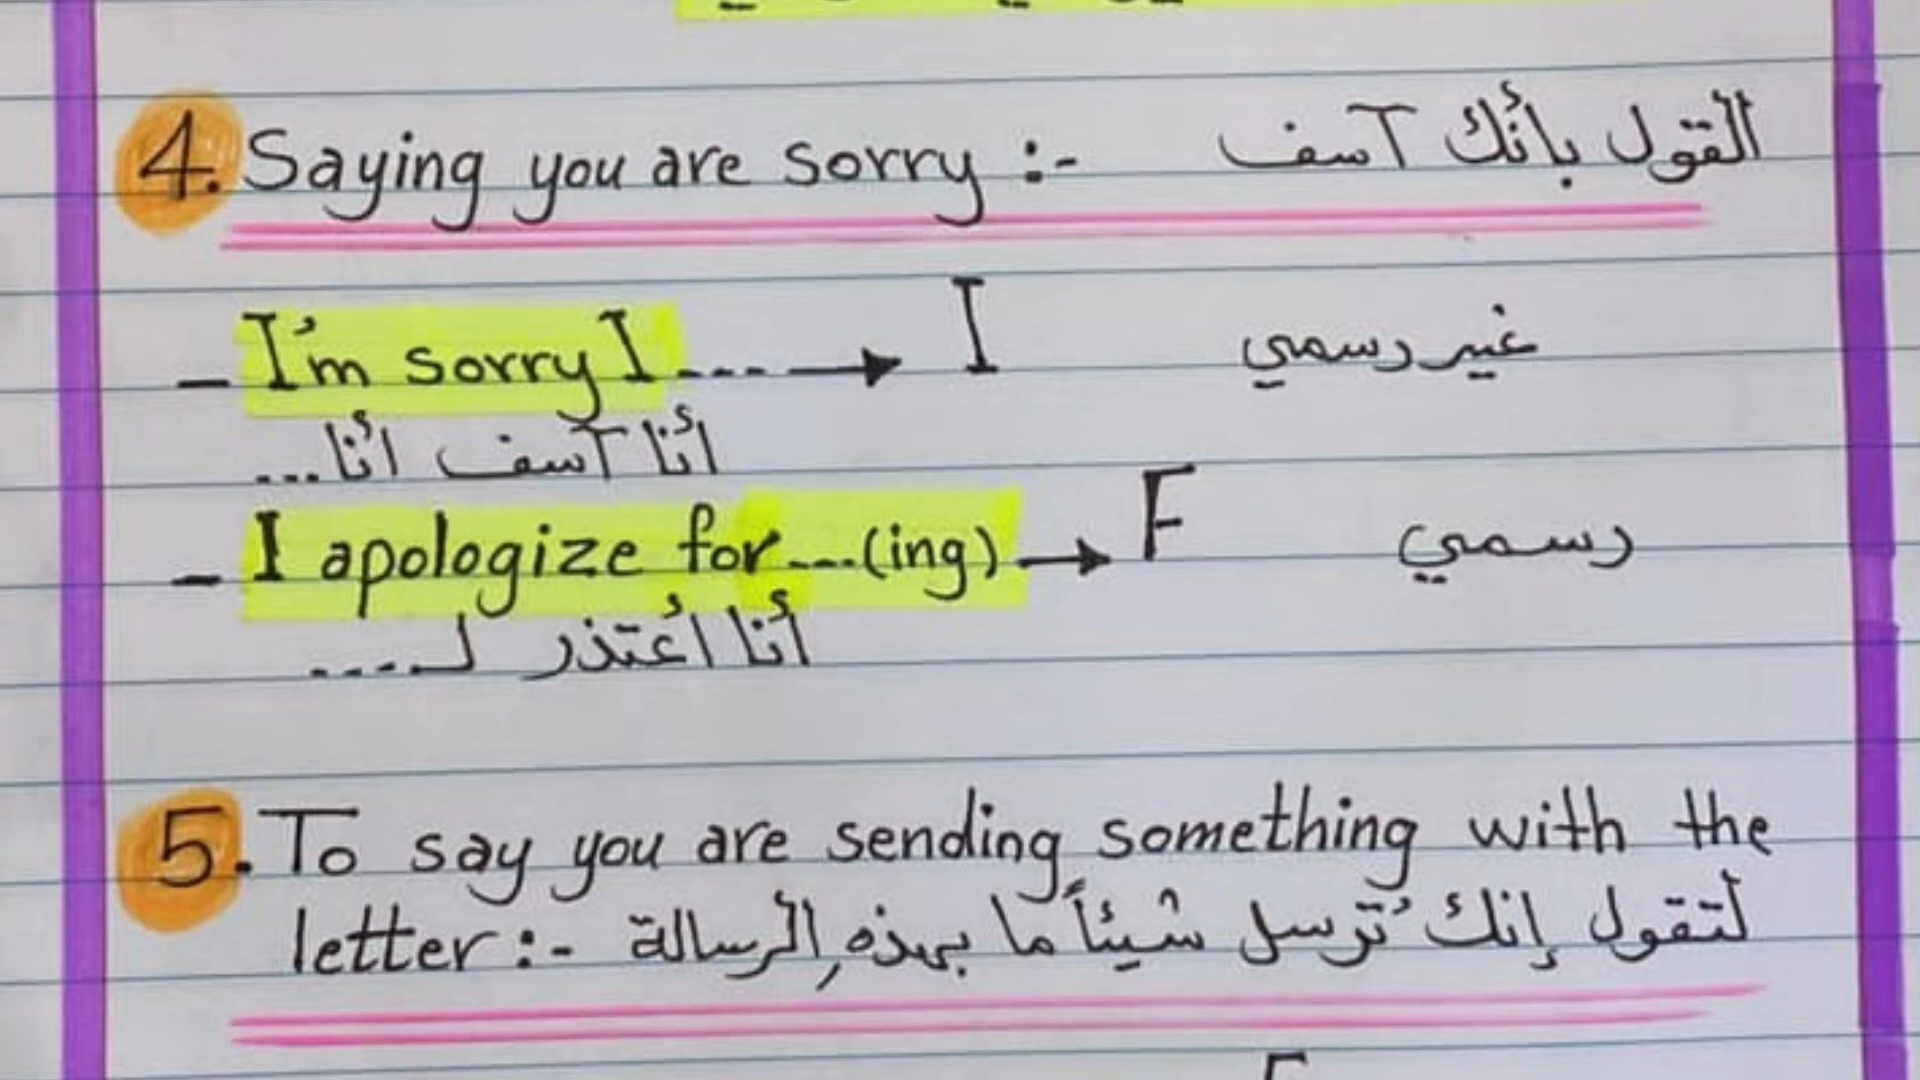 4. Saying you are sorry :- القول بأنك آسف
- I'm sorry I ---- → I غير رسمي
أنا آسف أنا...
- I apologize for ---- (ing) → F رسمي
أنا أعتذر لـ ....
5. To say you are sending something with the
letter :- لتقول إنك تُرسل شيئاً ما بهذه الرسالة